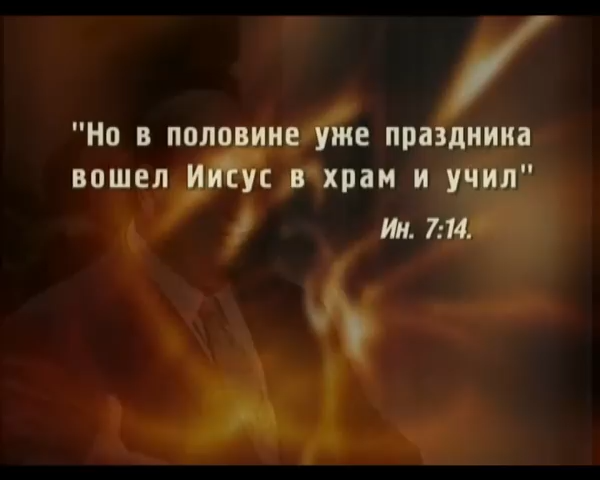 "Но в половине уже праздника
вошел Иисус в храм и учил"
Ин. 7:14.